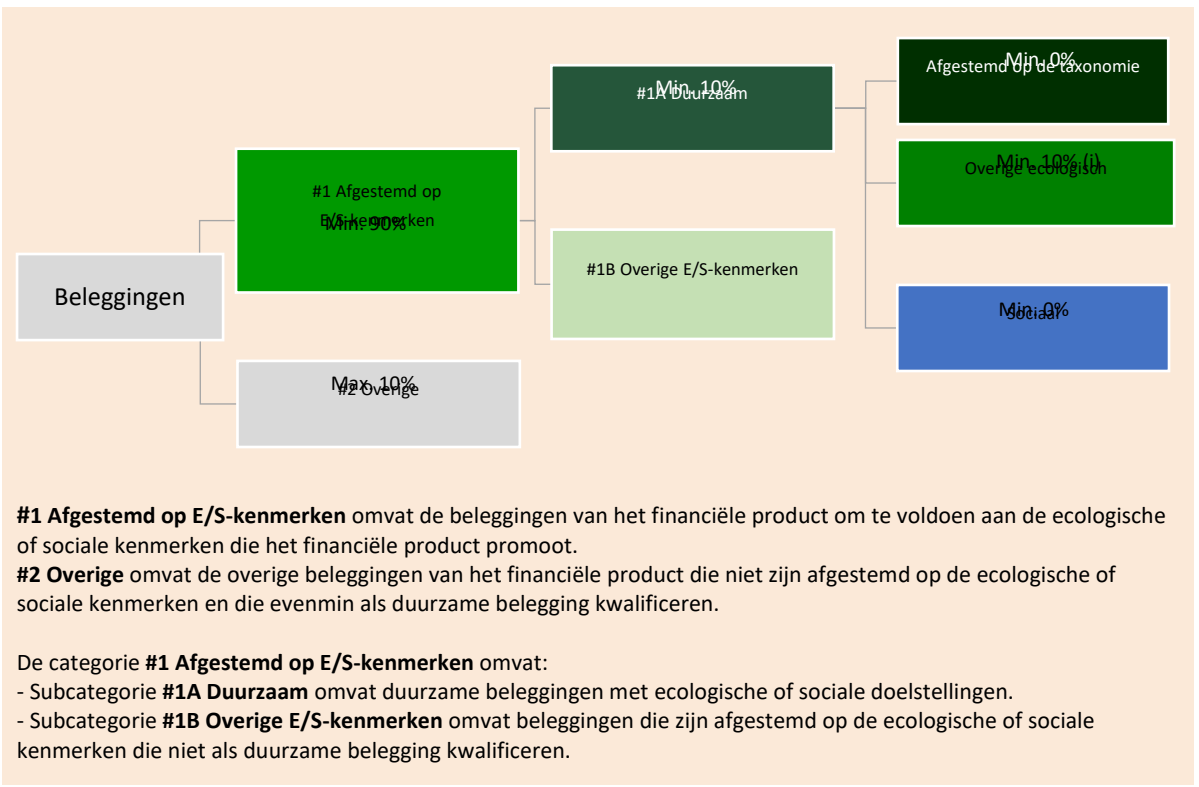 Beleggingen
#1 Afgestemd op
E/S-kenmerken
Min. 90%
Max. 10%
#2 Overige
Min. 10%
#1A Duurzaam
#1B Overige E/S-kenmerken
Min. 0%
Afgestemd op de taxonomie
Min. 10% (i)
Overige ecologisch
Min. 0%
Sociaal
#1 Afgestemd op E/S-kenmerken omvat de beleggingen van het financiële product om te voldoen aan de ecologische
of sociale kenmerken die het financiële product promoot.
#2 Overige omvat de overige beleggingen van het financiële product die niet zijn afgestemd op de ecologische of
sociale kenmerken en die evenmin als duurzame belegging kwalificeren.
De categorie #1 Afgestemd op E/S-kenmerken omvat:
- Subcategorie #1A Duurzaam omvat duurzame beleggingen met ecologische of sociale doelstellingen.
- Subcategorie #1B Overige E/S-kenmerken omvat beleggingen die zijn afgestemd op de ecologische of sociale
kenmerken die niet als duurzame belegging kwalificeren.